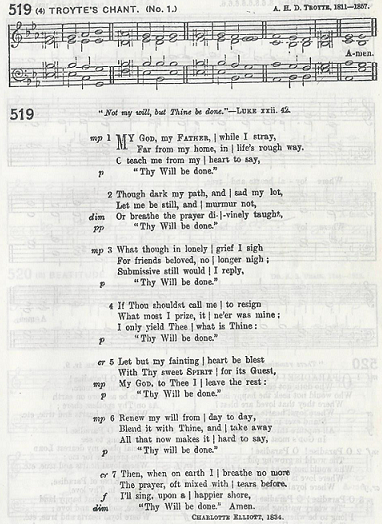 519 (4) TROYTE'S CHANT. (No. 1.) A. H. D. TROYTE, 1811—1857.
A-men.
519
"Not my will, but Thine be done."—LUKE xxii. 42.
mp 1 MY GOD, my FATHER, | while I stray,
Far from my home, in | life's rough way.
O teach me from my | heart to say,
p "Thy Will be done."
2 Though dark my path, and | sad my lot,
Let me be still, and | murmur not,
dim Or breathe the prayer di-|-vinely taught,
pp "Thy Will be done."
mp 3 What though in lonely | grief I sigh
For friends beloved, no | longer nigh ;
Submissive still would | I reply,
p "Thy Will be done."
4 If Thou shouldst call me | to resign
What most I prize, it | ne'er was mine ;
I only yield Thee | what is Thine :
p "Thy Will be done."
cr 5 Let but my fainting | heart be blest
With Thy sweet SPIRIT | for its Guest,
mp My GOD, to Thee I | leave the rest :
p "Thy Will be done."
mp 6 Renew my will from | day to day,
Blend it with Thine, and | take away
All that now makes it | hard to say,
p "Thy will be done."
cr 7 Then, when on earth I | breathe no more
The prayer, oft mixed with | tears before.
f I'll sing, upon a | happier shore,
dim "Thy Will be done." Amen.
CHARLOTTE ELLIOTT, 1834.